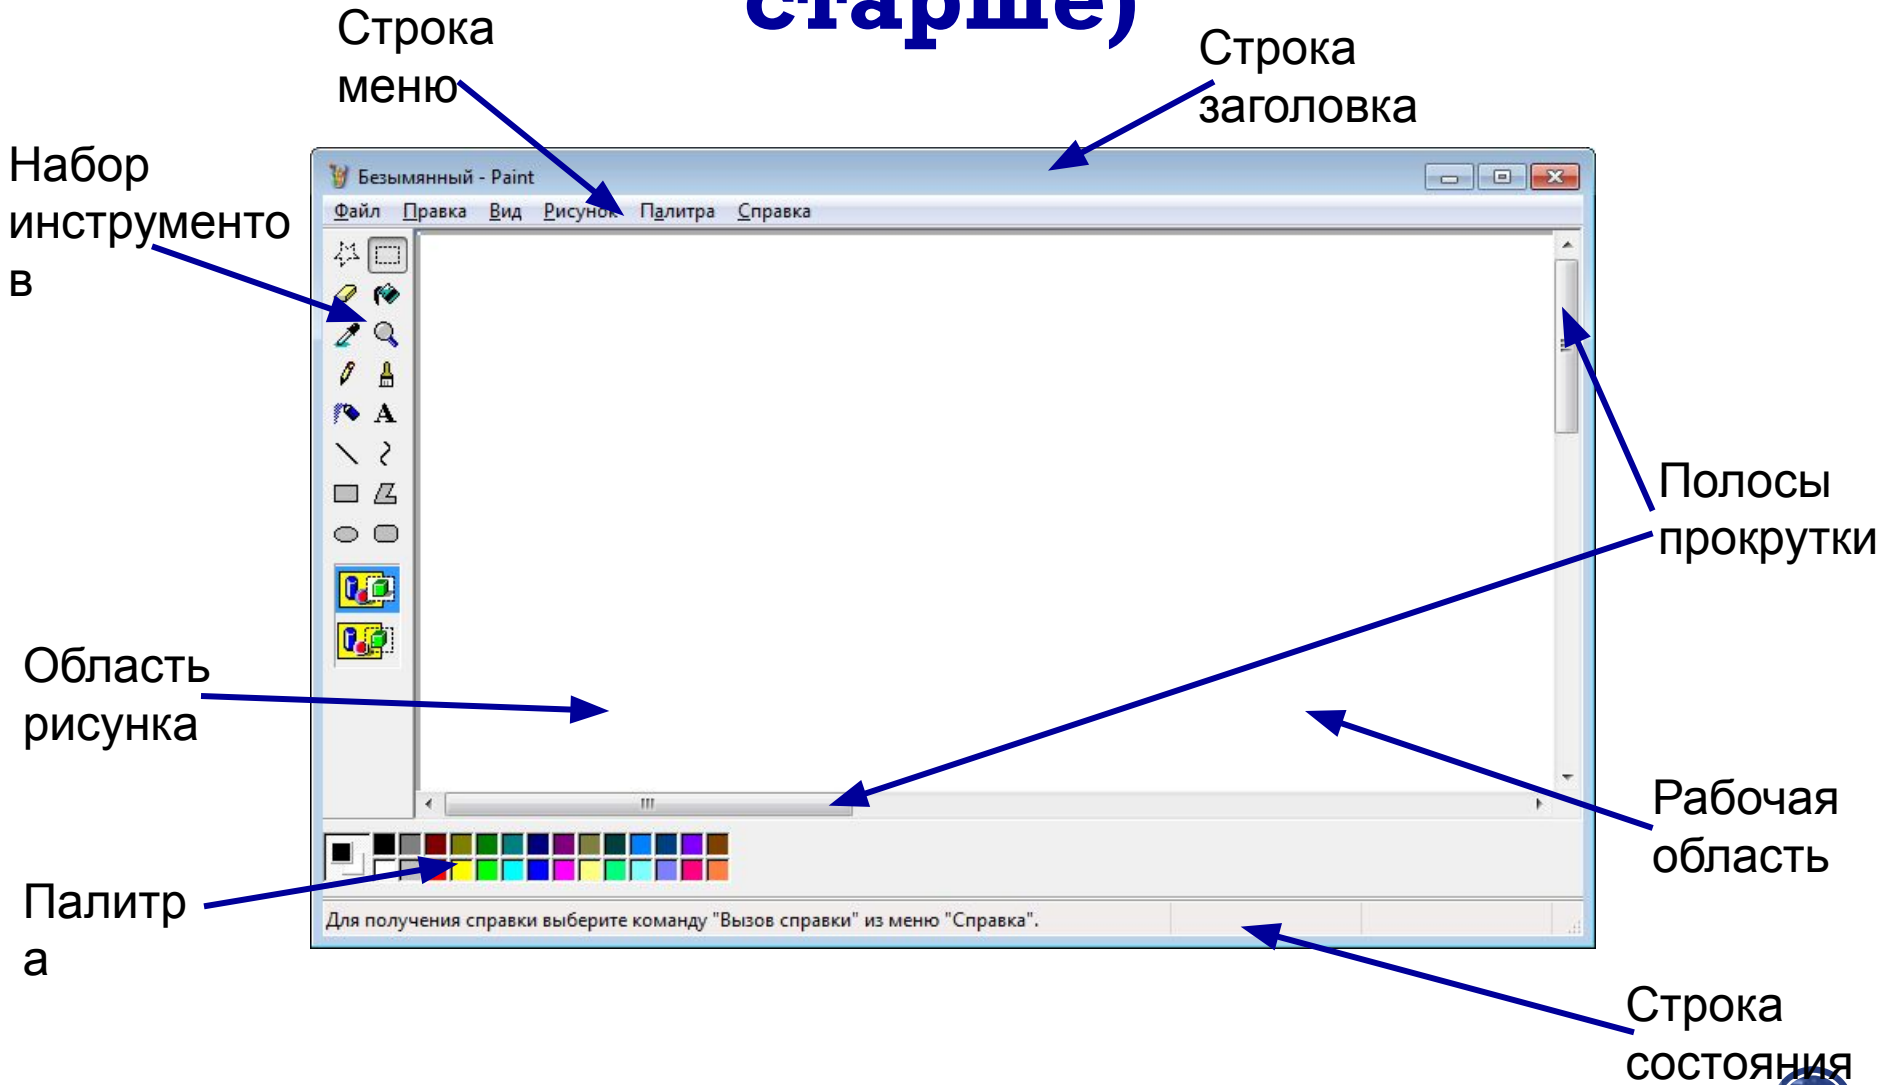 старше)
Строка
меню
Строка
заголовка
Набор
инструменто
в
Безымянный - Paint
Файл Правка Вид Рисунок Палитра Справка
A
Полосы
прокрутки
Область
рисунка
Рабочая
область
Палитр
а
Для получения справки выберите команду "Вызов справки" из меню "Справка".
Строка
состояния